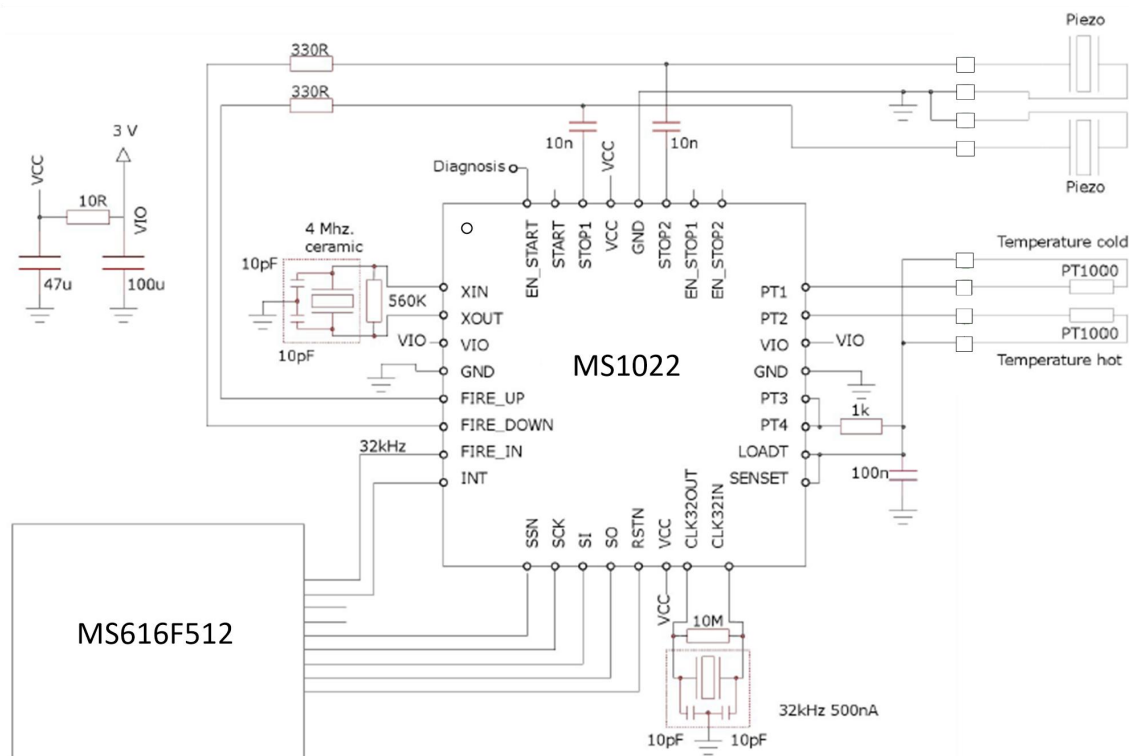 Piezo
330R
330R
3 V
VCC
10R
VIO
47u
100u
10n
VCC
10n
Diagnosis
Piezo
EN_START
START
STOP1
VCC
GND
STOP2
EN_STOP1
EN_STOP2
4 Mhz.
ceramic
10pF
560K
10pF
VIO
XIN
XOUT
VIO
GND
FIRE_UP
FIRE_DOWN
FIRE_IN
INT
32kHz
MS1022
PT1
PT2
VIO
VIO
GND
PT3
PT4
LOADT
SENSET
Temperature cold
PT1000
PT1000
Temperature hot
1k
100n
SSN
SCK
SI
SO
RSTN
VCC
CLK32OUT
CLK32IN
MS616F512
VCC
10M
32kHz 500nA
10pF
10pF